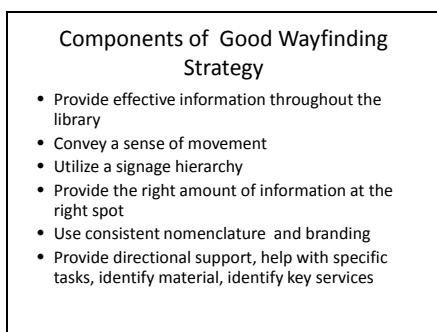 Components of  Good Wayfinding
Strategy
• Provide effective information throughout the
library
• Convey a sense of movement
• Utilize a signage hierarchy
• Provide the right amount of information at the
right spot
• Use consistent nomenclature  and branding
• Provide directional support, help with specific
tasks, identify material, identify key services